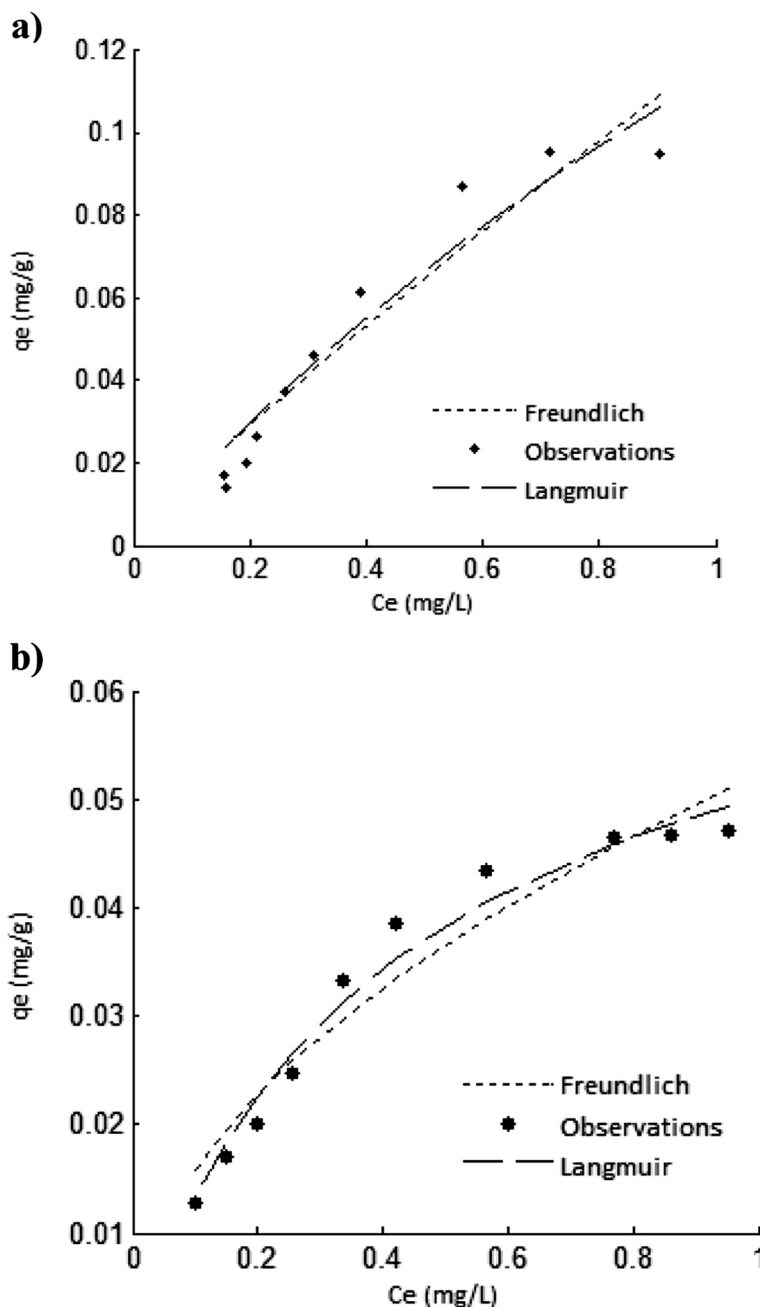 a)
0.12
0.1
0.08
0.06
0.04
0.02
0
qe (mg/g)
Freundlich
Observations
Langmuir
0 0.2 0.4 0.6 0.8 1
Ce (mg/L)
b)
0.06
0.05
0.04
0.03
0.02
0.01
qe (mg/g)
Freundlich
Observations
Langmuir
0 0.2 0.4 0.6 0.8 1
Ce (mg/L)